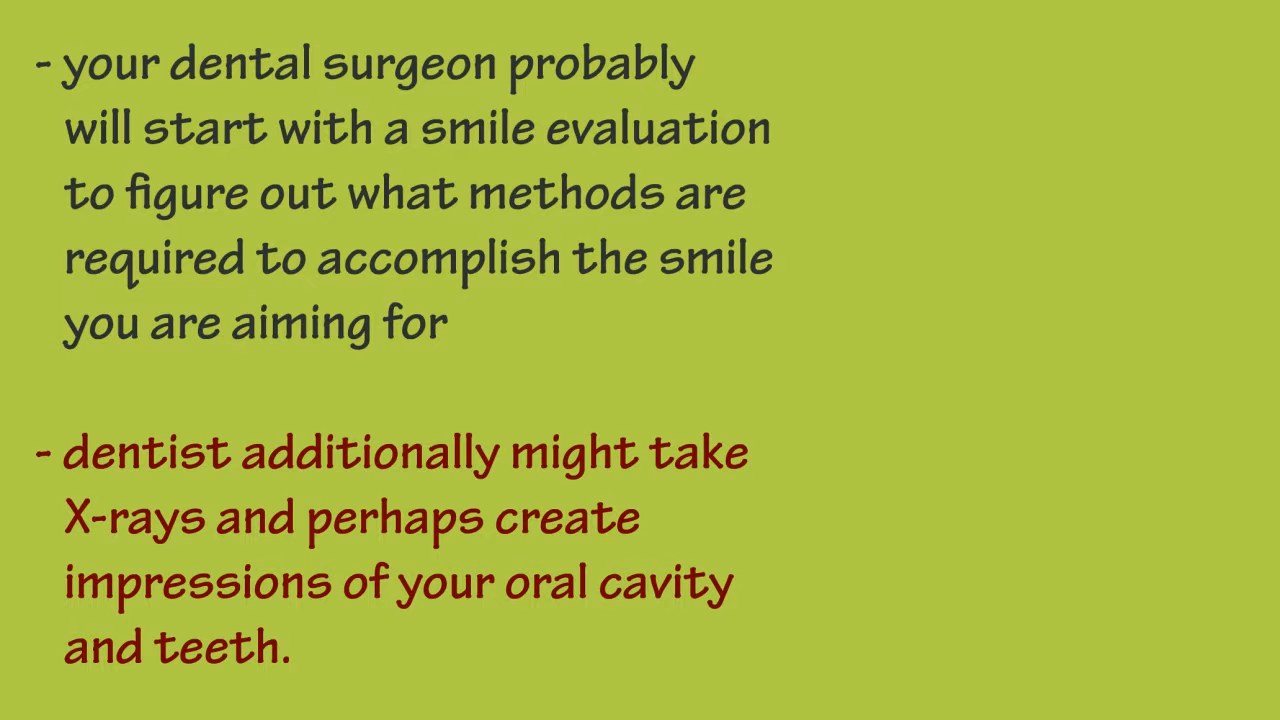 - your dental surgeon probably
will start with a smile evaluation
to figure out what methods are
required to accomplish the smile
you are aiming for
- dentist additionally might take
X-rays and perhaps create
impressions of your oral cavity
and teeth.